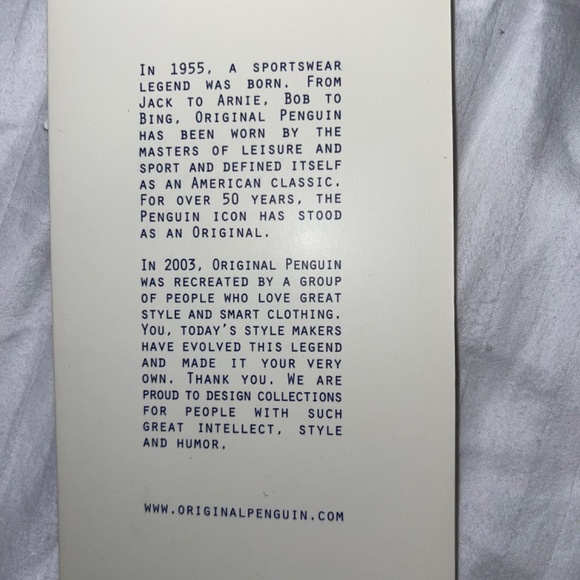 In 1955, a sportswear
legend was born. From
Jack to Arnie, Bob to
Bing, Original Penguin
has been worn by the
masters of leisure and
sport and defined itself
as an American classic.
For over 50 years, the
Penguin icon has stood
as an Original.
In 2003, Original Penguin
was recreated by a group
of people who love great
style and smart clothing.
You, today's style makers
have evolved this legend
and made it your very
own. Thank you. We are
proud to design collections
for people with such
great intellect, style
and humor.
www.originalpenguin.com